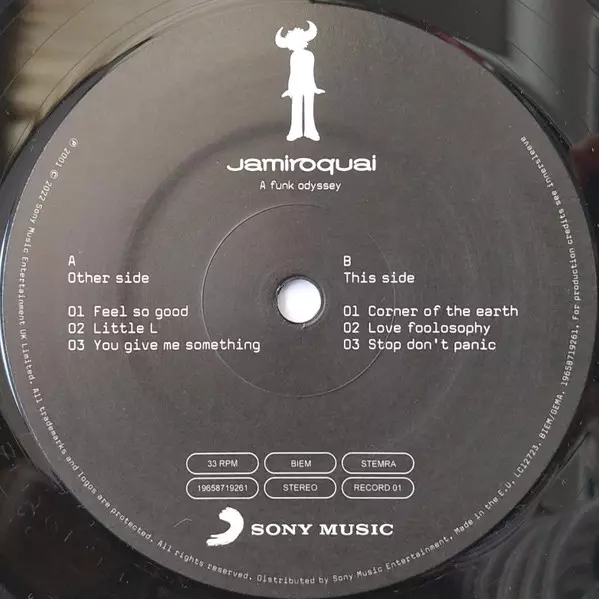 Jamiroquai
A funk odyssey
A
Other side
01 Feel so good
02 Little L
03 You give me something
B
This side
01 Corner of the earth
02 Love foolosophy
03 Stop don't panic
33 RPM
BIEM
STEMRA
19658719261
STEREO
RECORD 01
SONY MUSIC
℗ 2001 © 2022 Sony Music Entertainment UK Limited. All trademarks and logos are protected. All rights reserved. Distributed by Sony Music Entertainment. Made in the E.U. LC12723. BIEM/GEMA. 19658719261. For production credits see innersleeve